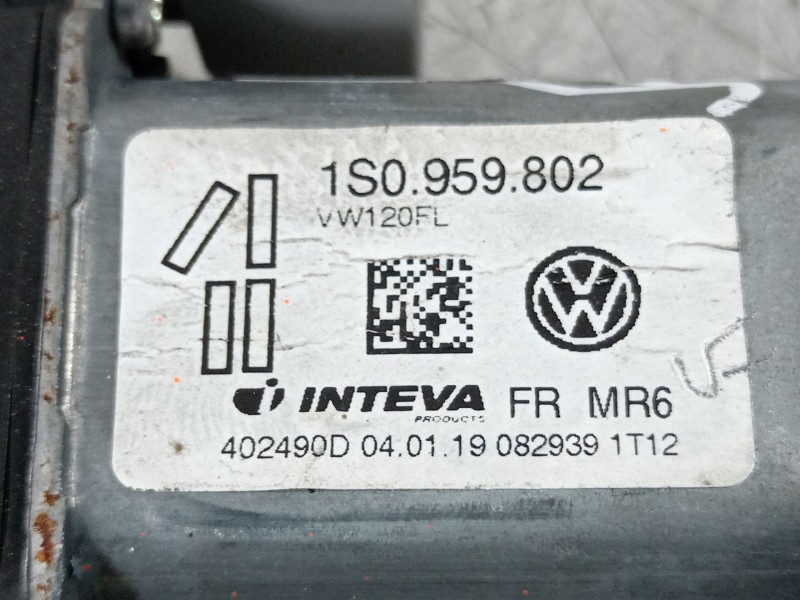 1S0.959.802
VW120FL
INTEVA FR MR6
PRODUCTS
402490D 04.01.19 082939 1T12